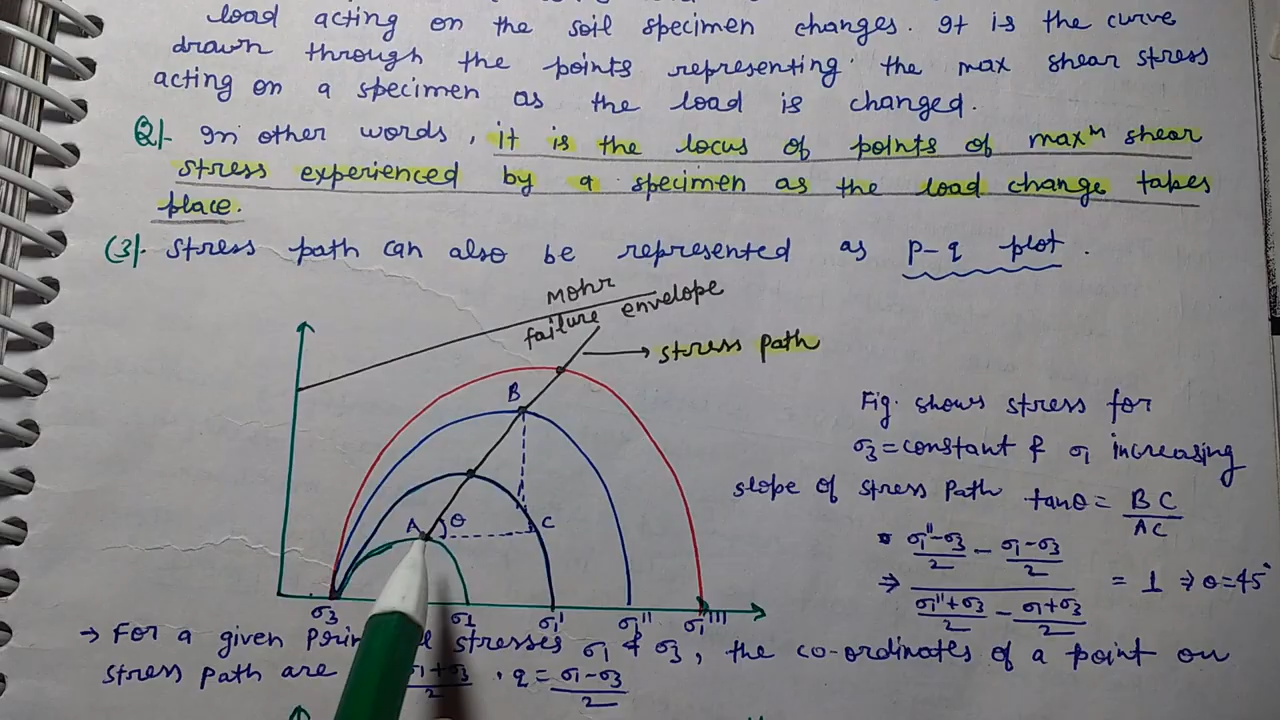 load acting on the soil specimen changes. It is the curve
drawn through the points representing the max shear stress
acting on a specimen as the load is changed.
(2). In other words, it is the locus of points of maxᵐ shear
stress experienced by a specimen as the load change takes
place.
(3). Stress path can also be represented as p-q plot.
Mohr
failure envelope
→ stress path
B
A
θ
C
σ3
σ1
σ1'
σ1''
σ1'''
Fig. shows stress for
σ3=constant & σ1 increasing
slope of stress Path tanθ = BC/AC
⇒ ((σ1''-σ3)/2 - (σ1-σ3)/2) / ((σ1''+σ3)/2 - (σ1+σ3)/2) = 1 ⇒ θ=45°
→ For a given stresses σ1 & σ3, the co-ordinates of a point on
stress path are σ1+σ3/2, q = σ1-σ3/2